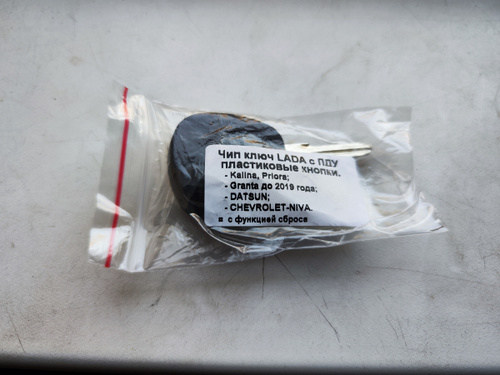 Чип ключ LADA с ПДУ
пластиковые кнопки.
- Kalina, Priora;
- Granta до 2019 года;
- DATSUN;
- CHEVROLET-NIVA.
¤ с функцией сброса